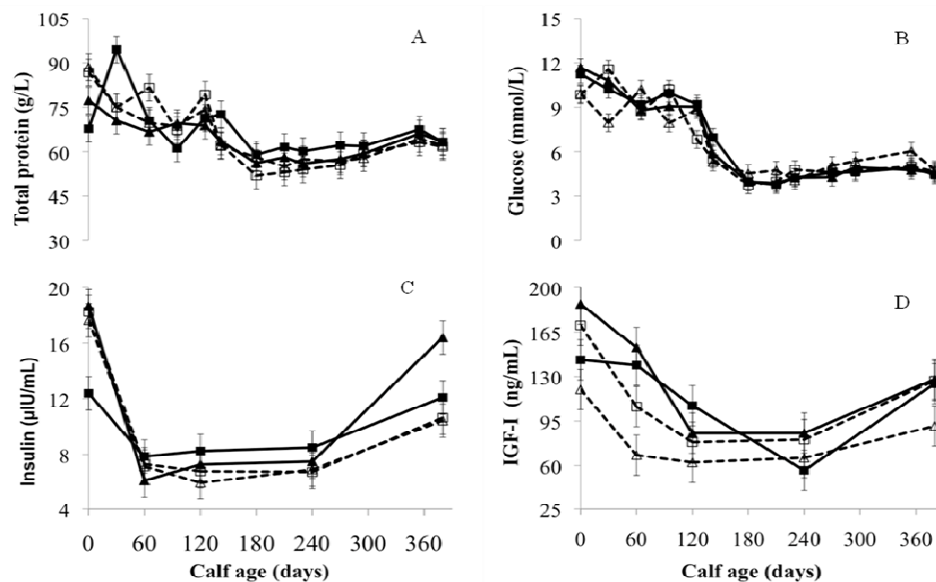 105
90
75
60
45
30
Total protein (g/L)
A
15
12
9
6
3
0
Glucose (mmol/L)
B
20
16
12
8
4
Insulin (µIU/mL)
C
0 60 120 180 240 300 360
Calf age (days)
200
165
130
95
60
25
IGF-I (ng/mL)
D
0 60 120 180 240 300 360
Calf age (days)